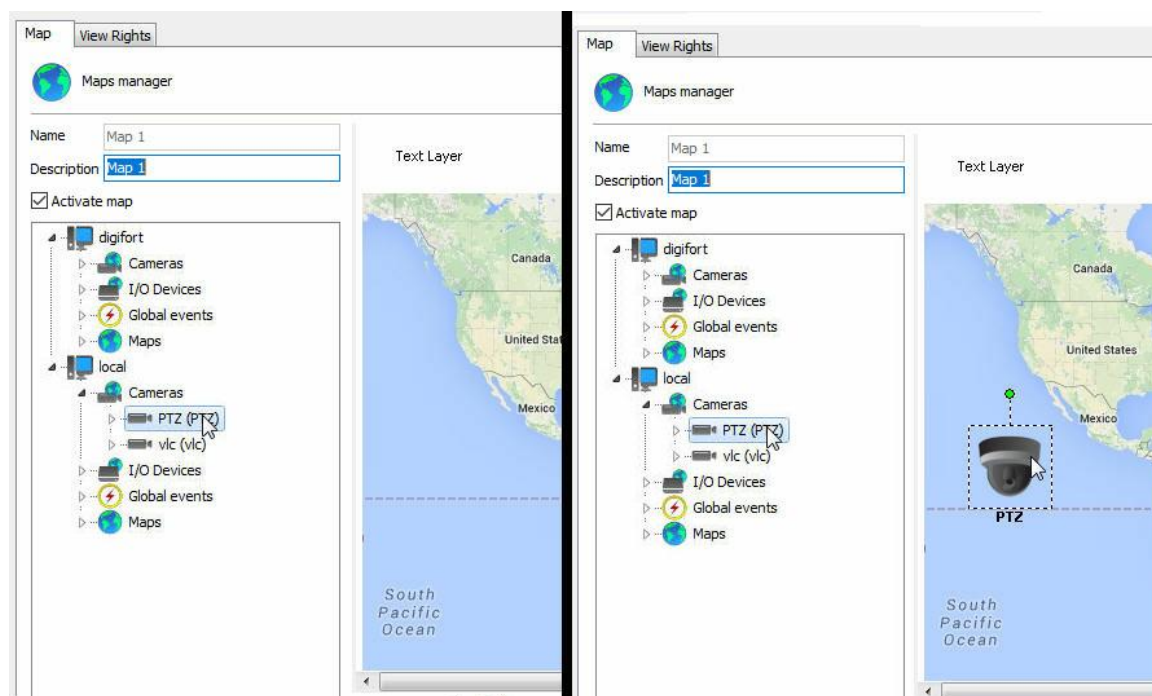 Map View Rights
Maps manager
Name Map 1
Description Map 1
Activate map
digifort
Cameras
I/O Devices
Global events
Maps
local
Cameras
PTZ (PTZ)
vlc (vlc)
I/O Devices
Global events
Maps
Text Layer
Canada
United Stat
Mexico
South
Pacific
Ocean
Map View Rights
Maps manager
Name Map 1
Description Map 1
Activate map
digifort
Cameras
I/O Devices
Global events
Maps
local
Cameras
PTZ (PTZ)
vlc (vlc)
I/O Devices
Global events
Maps
Text Layer
Canada
United States
Mexico
PTZ
South
Pacific
Ocean